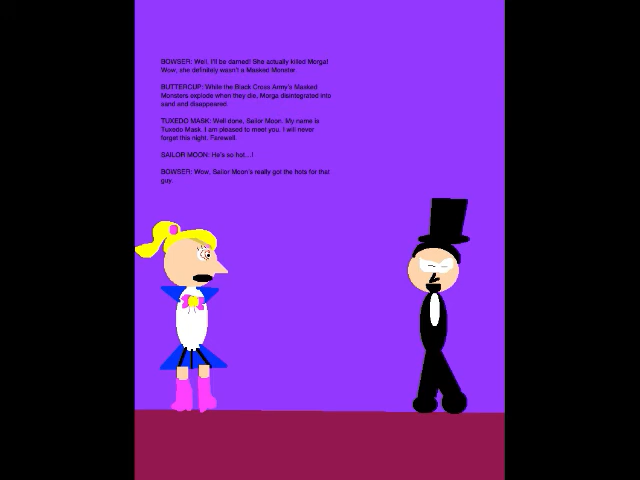 BOWSER: Well, I'll be darned! She actually killed Morga!
Wow, she definitely wasn't a Masked Monster.
BUTTERCUP: While the Black Cross Army's Masked
Monsters explode when they die, Morga disintegrated into
sand and disappeared.
TUXEDO MASK: Well done, Sailor Moon. My name is
Tuxedo Mask. I am pleased to meet you. I will never
forget this night. Farewell.
SAILOR MOON: He's so hot...!
BOWSER: Wow, Sailor Moon's really got the hots for that
guy.